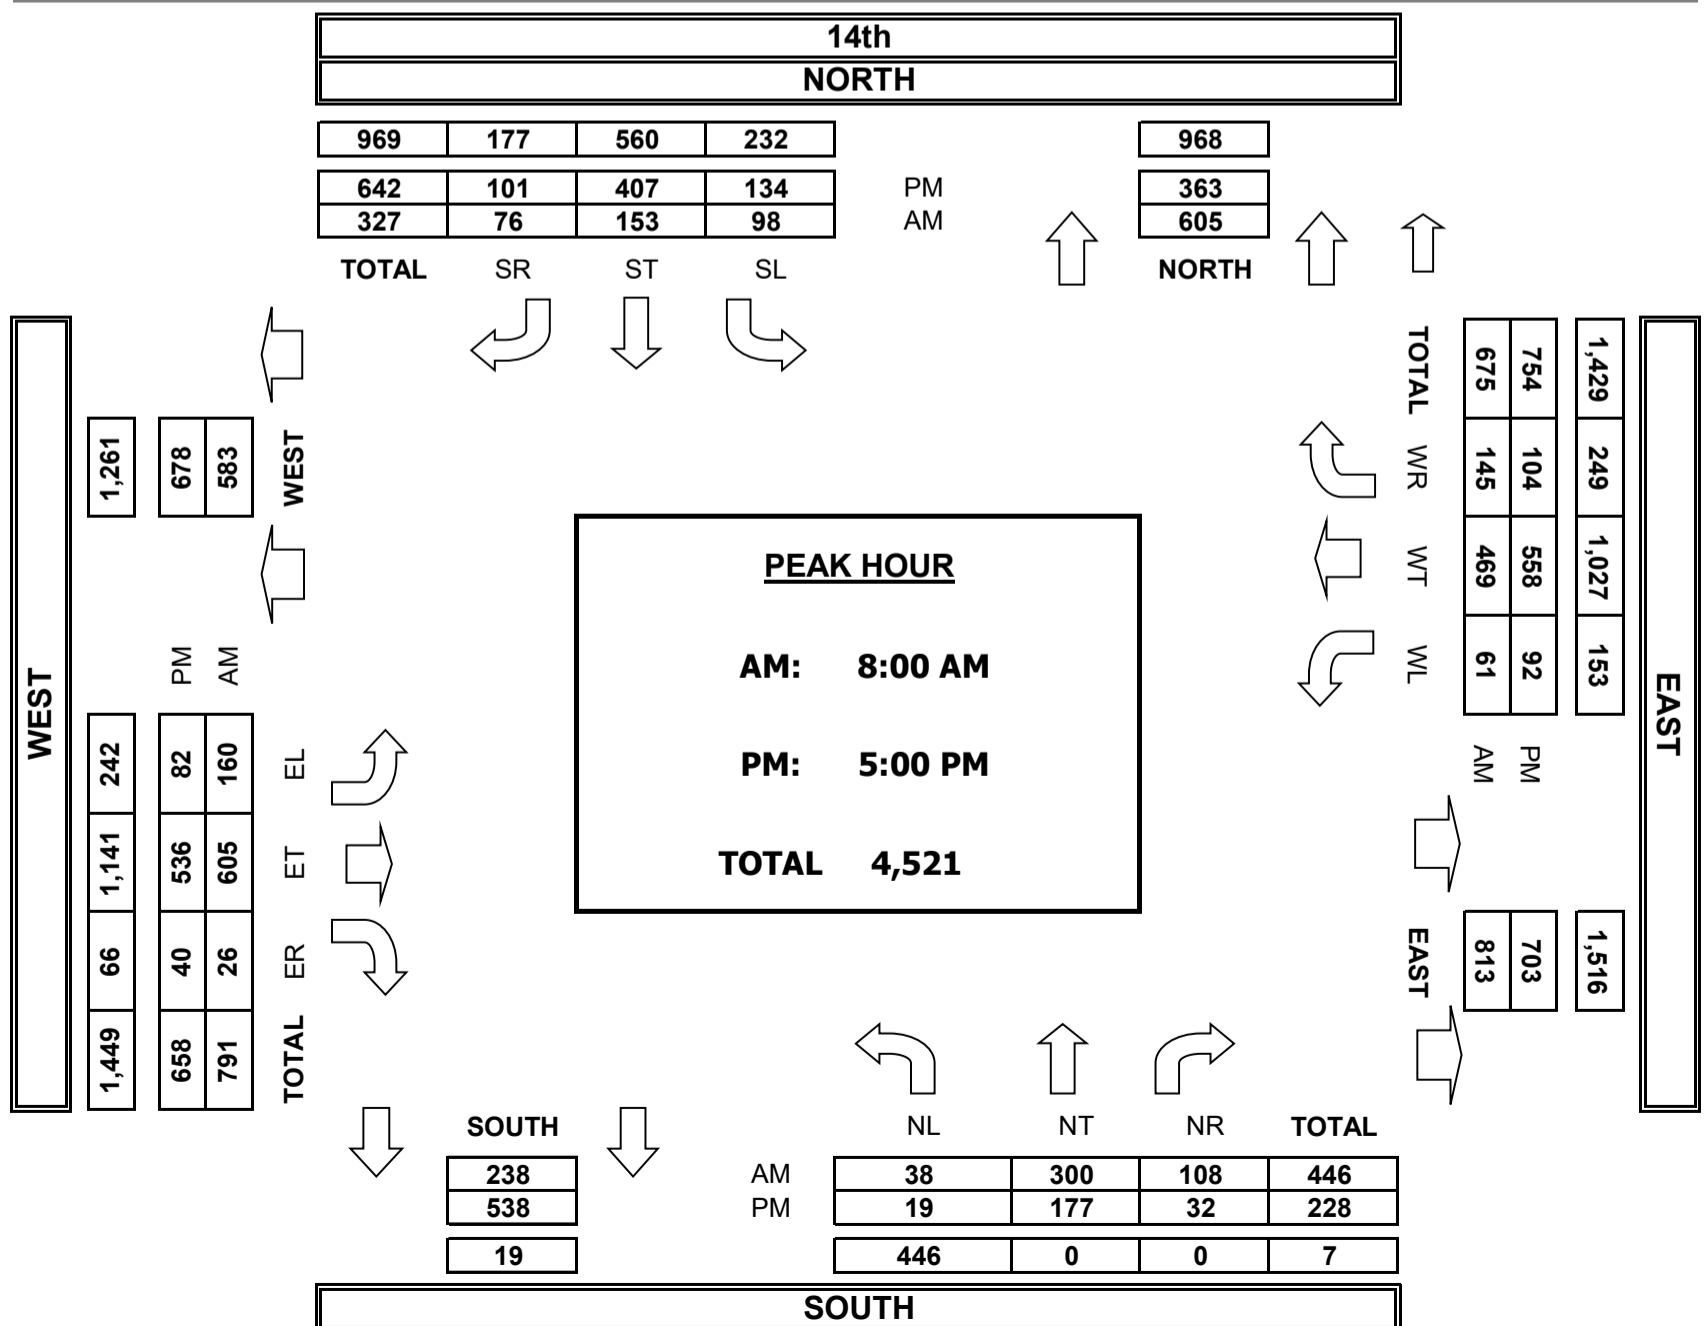 14th
NORTH
969 177 560 232
968
642 101 407 134 PM
363
327 76 153 98 AM
605
TOTAL SR ST SL
NORTH
WEST
1,261
678
583
WEST
PM
AM
242 82 160 EL
1,141 536 605 ET
66 40 26 ER
1,449 658 791 TOTAL
PEAK HOUR
AM: 8:00 AM
PM: 5:00 PM
TOTAL 4,521
TOTAL 675 754 1,429
WR 145 104 249
WT 469 558 1,027
WL 61 92 153
AM PM
EAST 813 703 1,516
EAST
SOUTH
238
538
19
NL NT NR TOTAL
AM 38 300 108 446
PM 19 177 32 228
446 0 0 7
SOUTH